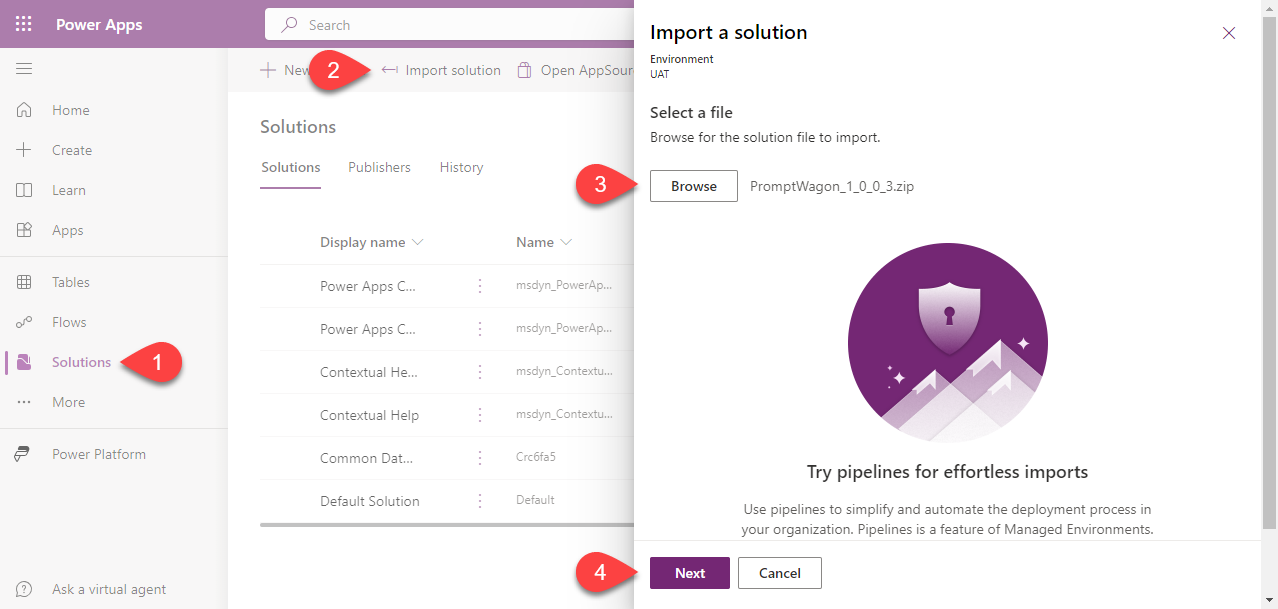 Power Apps
Search
New
2
Import solution
Open AppSour
Home
Create
Learn
Apps
Tables
Flows
Solutions
1
More
Power Platform
Ask a virtual agent
Solutions
Solutions Publishers History
Display name Name
Power Apps C... msdyn_PowerAp...
Power Apps C... msdyn_PowerAp...
Contextual He... msdyn_Contextu...
Contextual Help msdyn_Contextu...
Common Dat... Crc6fa5
Default Solution Default
Import a solution
Environment
UAT
Select a file
Browse for the solution file to import.
3
Browse PromptWagon_1_0_0_3.zip
Try pipelines for effortless imports
Use pipelines to simplify and automate the deployment process in
your organization. Pipelines is a feature of Managed Environments.
4
Next Cancel